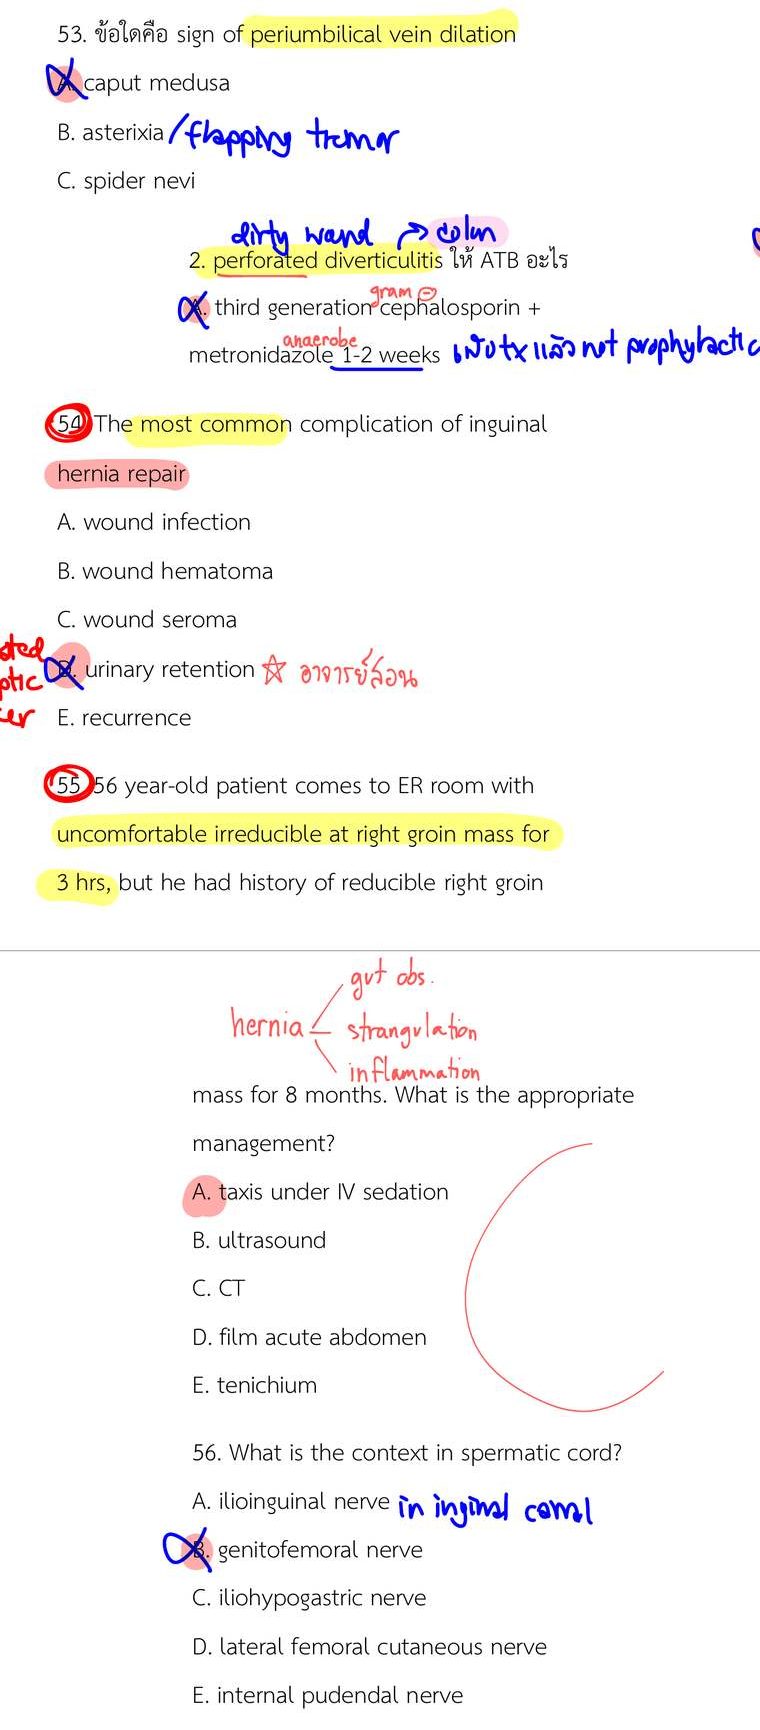 53. ข้อใดคือ sign of periumbilical vein dilation
A. caput medusa
B. asterixia / flapping tremor
C. spider nevi
dirty wand → colon
2. perforated diverticulitis ให้ ATB อะไร
gram ⊖
A. third generation cephalosporin +
anaerobe
metronidazole 1-2 weeks เพื่อ tx แล้ว not prophylactic
54. The most common complication of inguinal
hernia repair
A. wound infection
B. wound hematoma
C. wound seroma
D. urinary retention ☆ อาจารย์สอน
E. recurrence
55. 56 year-old patient comes to ER room with
uncomfortable irreducible at right groin mass for
3 hrs, but he had history of reducible right groin
gut obs.
hernia strangulation
inflammation
mass for 8 months. What is the appropriate
management?
A. taxis under IV sedation
B. ultrasound
C. CT
D. film acute abdomen
E. tenichium
56. What is the context in spermatic cord?
A. ilioinguinal nerve in inginal canal
B. genitofemoral nerve
C. iliohypogastric nerve
D. lateral femoral cutaneous nerve
E. internal pudendal nerve